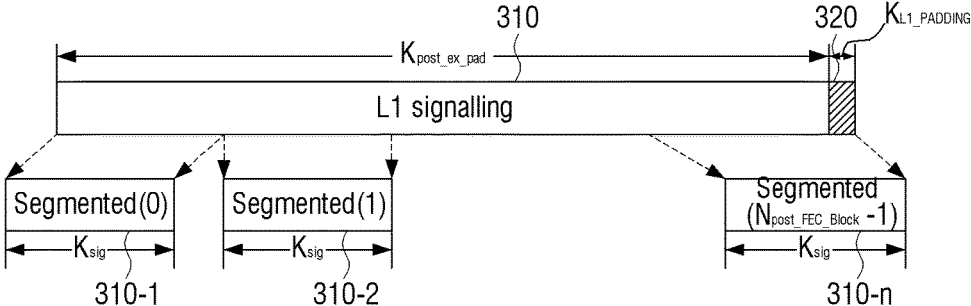 310
320
K_L1_PADDING
K_post_ex_pad
L1 signalling
Segmented(0)
Segmented(1)
Segmented
(N_post_FEC_Block -1)
K_sig
K_sig
K_sig
310-1
310-2
310-n